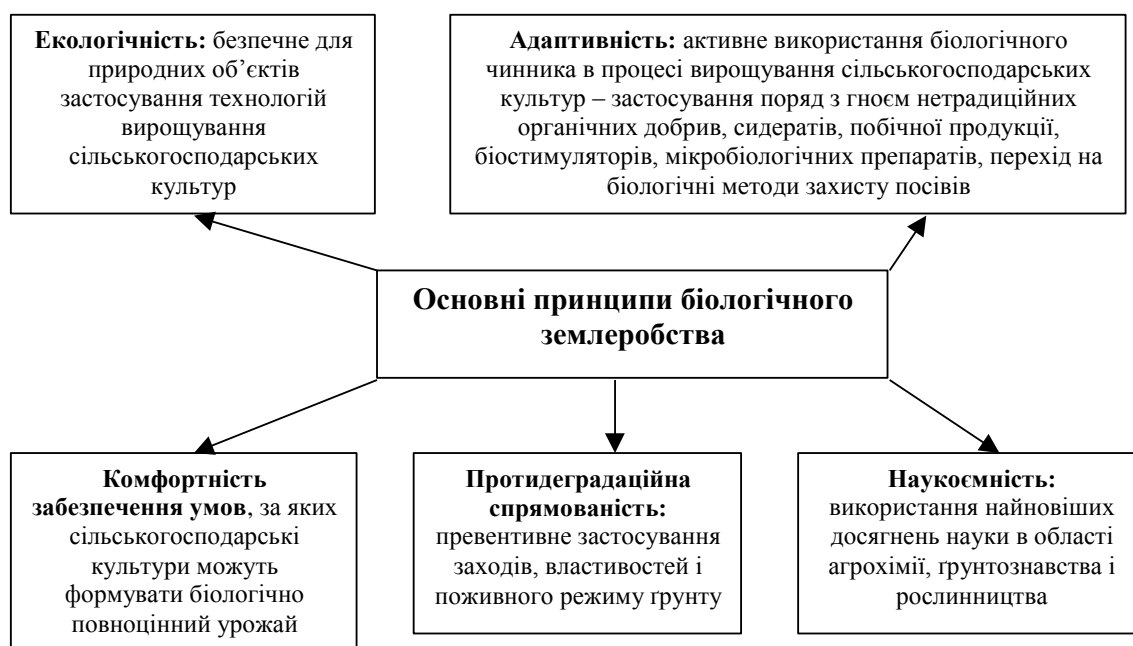 Екологічність: безпечне для
природних об’єктів
застосування технологій
вирощування
сільськогосподарських
культур
Адаптивність: активне використання біологічного
чинника в процесі вирощування сільськогосподарських
культур – застосування поряд з гноєм нетрадиційних
органічних добрив, сидератів, побічної продукції,
біостимуляторів, мікробіологічних препаратів, перехід на
біологічні методи захисту посівів
Основні принципи біологічного
землеробства
Комфортність
забезпечення умов, за яких
сільськогосподарські
культури можуть
формувати біологічно
повноцінний урожай
Протидеградаційна
спрямованість:
превентивне застосування
заходів, властивостей і
поживного режиму ґрунту
Наукоємність:
використання найновіших
досягнень науки в області
агрохімії, ґрунтознавства і
рослинництва